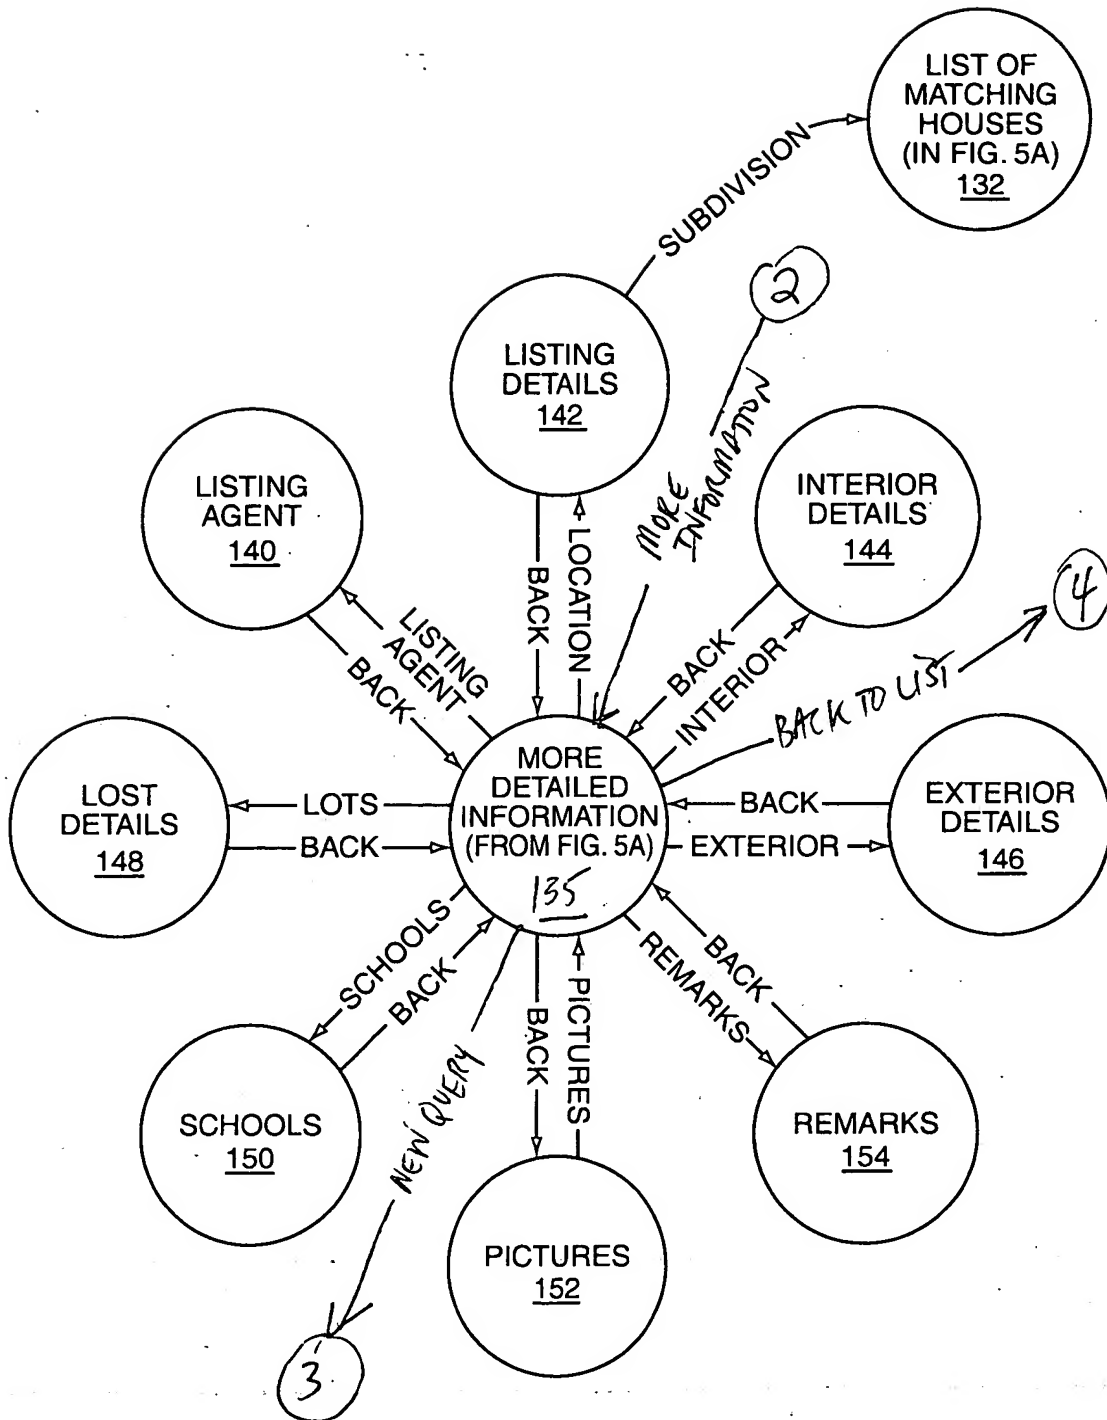 LIST OF
MATCHING
HOUSES
(IN FIG. 5A)
132
SUBDIVISION
2
MORE
INFORMATION
LISTING
DETAILS
142
LISTING
AGENT
140
INTERIOR
DETAILS
144
4
BACK
LOCATION
LISTING
AGENT
BACK
BACK
INTERIOR
BACK TO LIST
LOST
DETAILS
148
LOTS
BACK
MORE
DETAILED
INFORMATION
(FROM FIG. 5A)
135
BACK
EXTERIOR
EXTERIOR
DETAILS
146
SCHOOLS
BACK
NEW QUERY
BACK
PICTURES
BACK
REMARKS
SCHOOLS
150
PICTURES
152
REMARKS
154
3